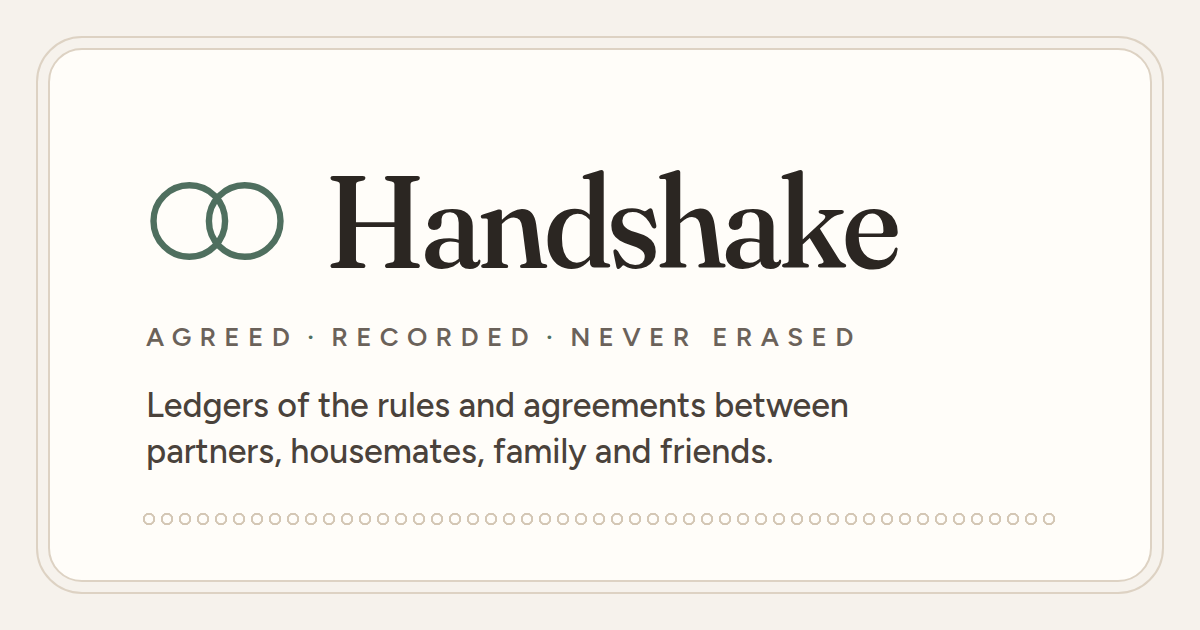 Handshake
AGREED · RECORDED · NEVER ERASED
Ledgers of the rules and agreements between
partners, housemates, family and friends.